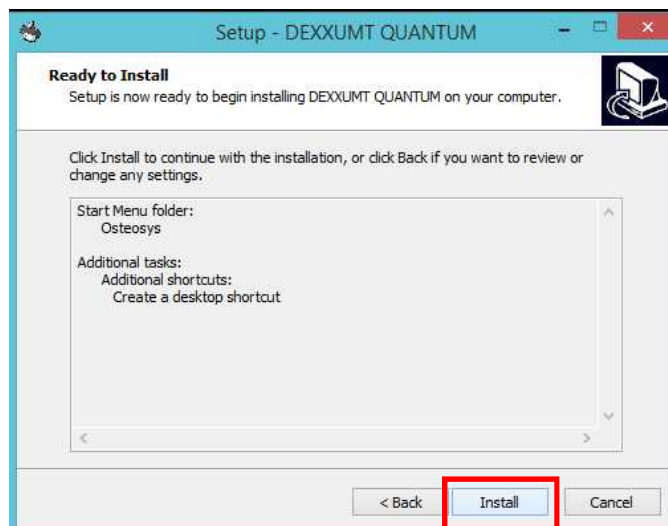 Setup - DEXXUMT QUANTUM
Ready to Install
Setup is now ready to begin installing DEXXUMT QUANTUM on your computer.
Click Install to continue with the installation, or click Back if you want to review or
change any settings.
Start Menu folder:
Osteosys
Additional tasks:
Additional shortcuts:
Create a desktop shortcut
< Back
Install
Cancel